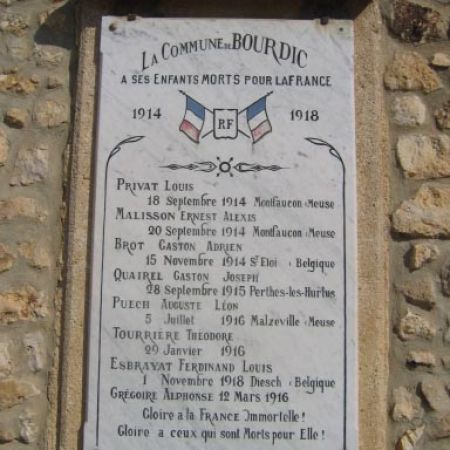 LA COMMUNE DE BOURDIC
A SES ENFANTS MORTS POUR LA FRANCE
1914 RF 1918
PRIVAT LOUIS
18 Septembre 1914 Montfaucon Meuse
MALISSON ERNEST ALEXIS
20 Septembre 1914 Montfaucon Meuse
BROT GASTON ADRIEN
15 Novembre 1914 St Eloi Belgique
QUAIREL GASTON JOSEPH
28 Septembre 1915 Perthes-les-Hurlus
PUECH AUGUSTE LÉON
5 Juillet 1916 Malzeville Meuse
TOURRIÈRE THÉODORE
29 Janvier 1916
ESBRAYAT FERDINAND LOUIS
1 Novembre 1918 Diesch Belgique
GRÉGOIRE ALPHONSE 12 MARS 1916
Gloire a la FRANCE Immortelle !
Gloire a ceux qui sont Morts pour Elle !